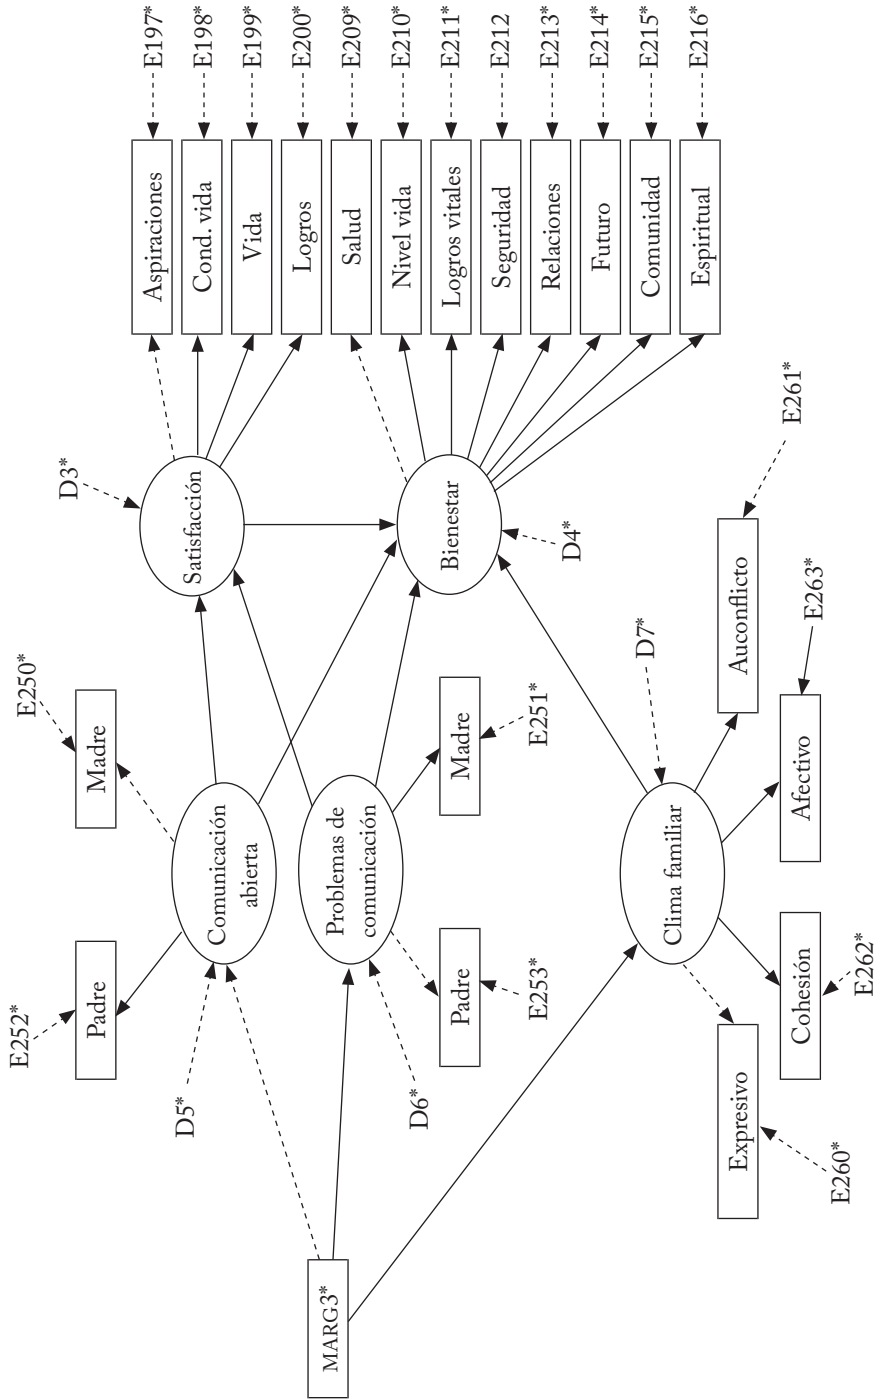 E252*
E250*
D3*
Padre
Madre
Aspiraciones
E197*
D5*
Satisfacción
Cond. vida
E198*
Comunicación
abierta
Vida
E199*
Logros
E200*
MARG3*
Problemas de
comunicación
Salud
E209*
Nivel vida
E210*
D6*
Padre
Madre
Bienestar
Logros vitales
E211*
Seguridad
E212
E253*
E251*
Relaciones
E213*
D4*
Futuro
E214*
D7*
Comunidad
E215*
Clima familiar
Espiritual
E216*
Expresivo
Auconflicto
E261*
Cohesión
Afectivo
E263*
E260*
E262*